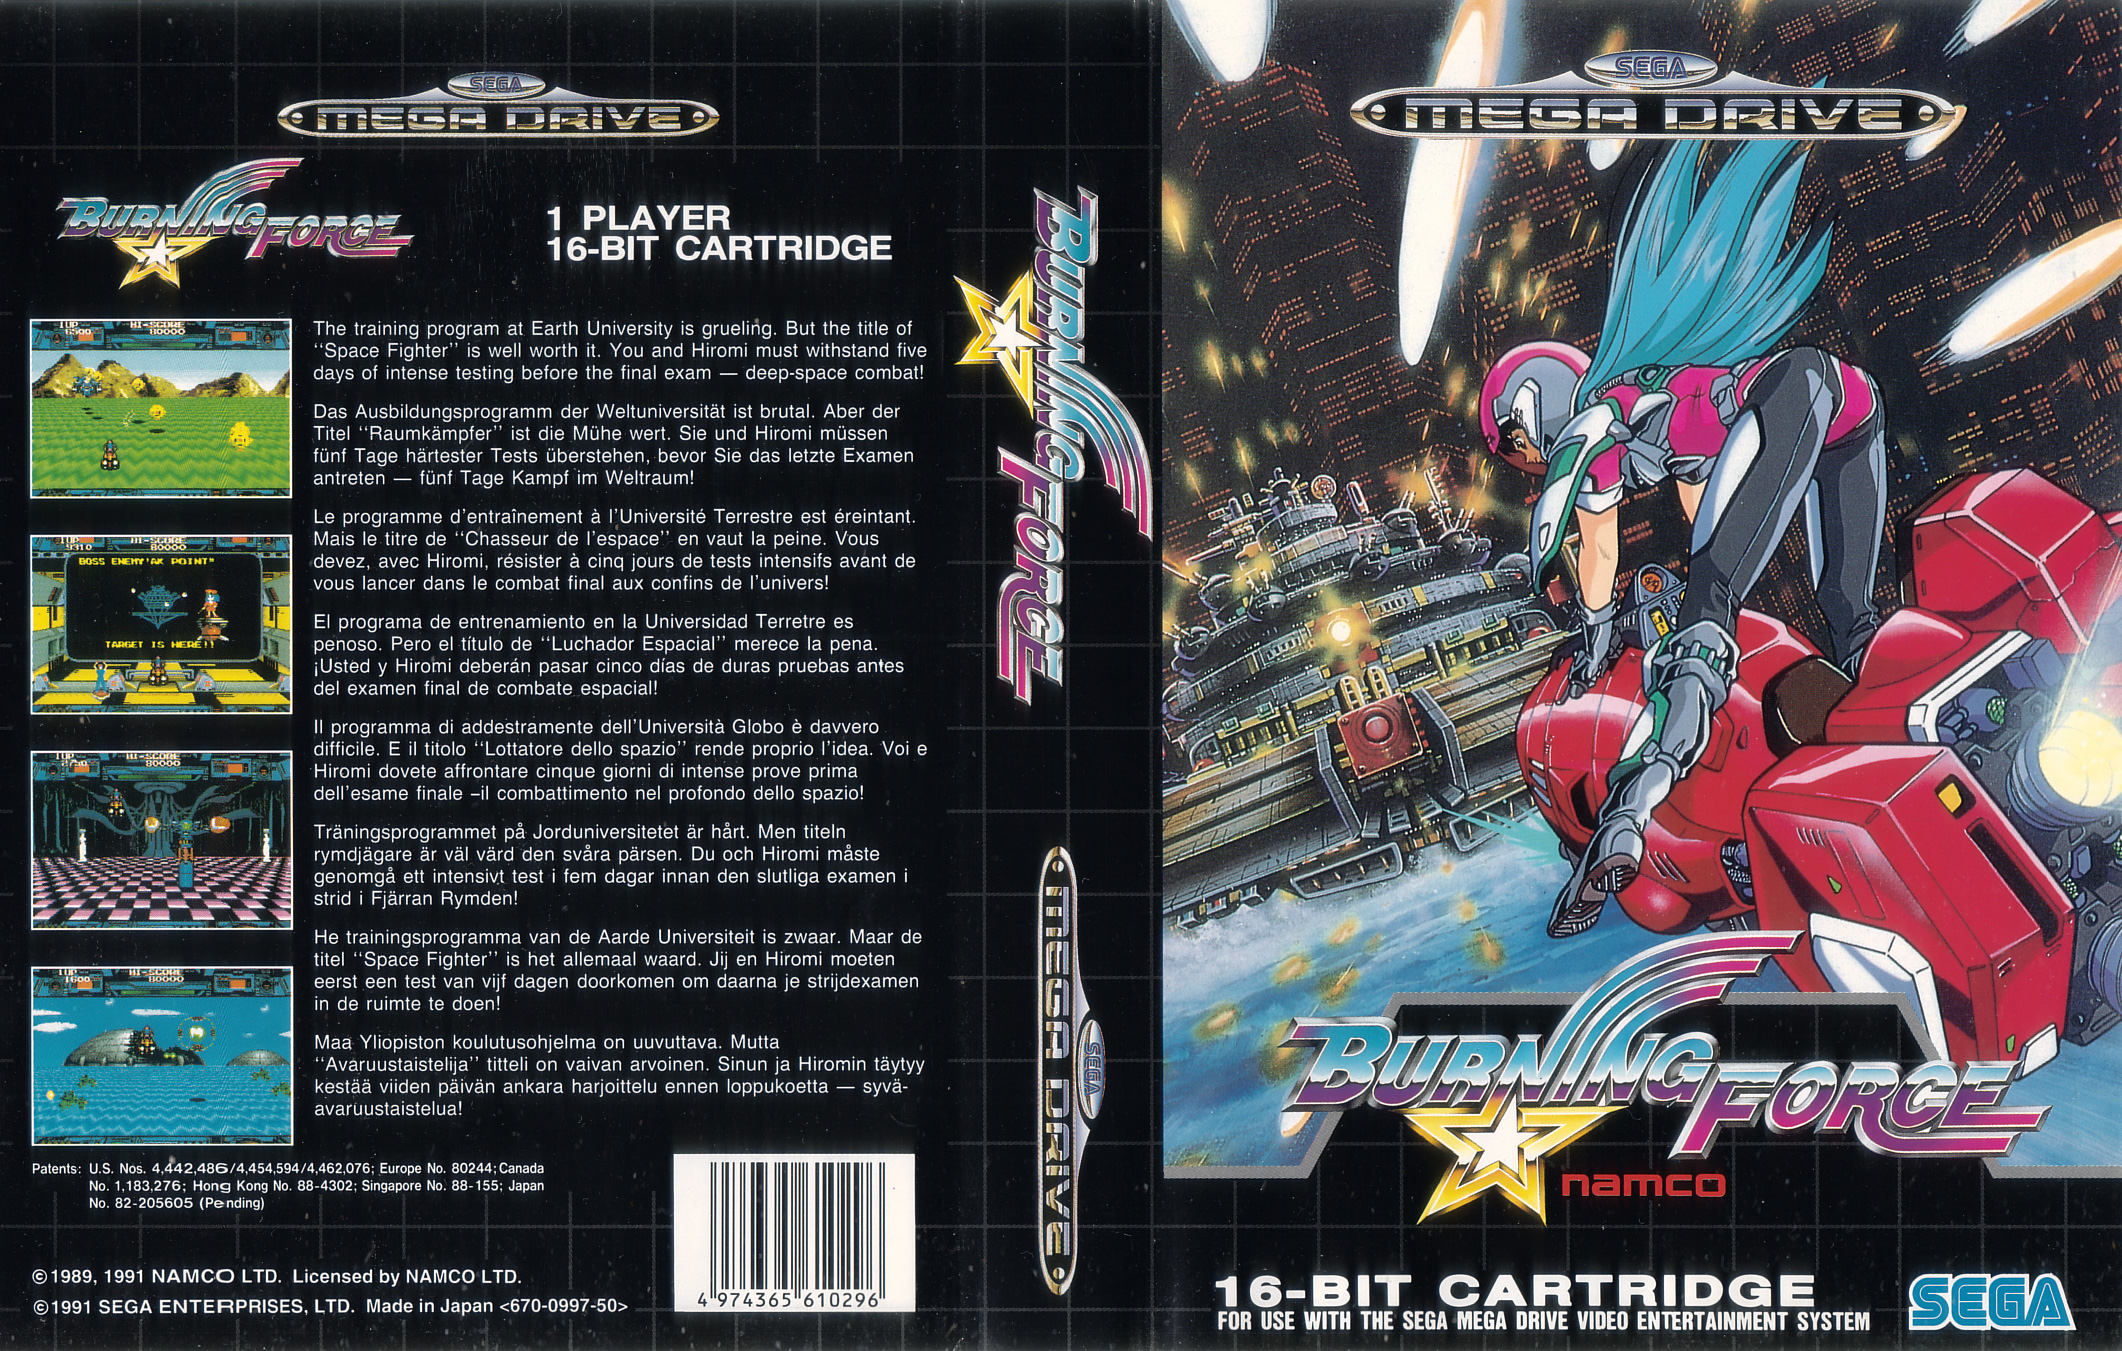 SEGA
MEGA DRIVE
BURNING FORCE
1 PLAYER
16-BIT CARTRIDGE
1UP HI-SCORE
6500 80000
The training program at Earth University is grueling. But the title of
‘‘Space Fighter’’ is well worth it. You and Hiromi must withstand five
days of intense testing before the final exam — deep-space combat!
Das Ausbildungsprogramm der Weltuniversität ist brutal. Aber der
Titel ‘‘Raumkämpfer’’ ist die Mühe wert. Sie und Hiromi müssen
fünf Tage härtester Tests überstehen, bevor Sie das letzte Examen
antreten — fünf Tage Kampf im Weltraum!
Le programme d’entraînement à l’Université Terrestre est éreintant.
Mais le titre de ‘‘Chasseur de l’espace’’ en vaut la peine. Vous
devez, avec Hiromi, résister à cinq jours de tests intensifs avant de
vous lancer dans le combat final aux confins de l’univers!
El programa de entrenamiento en la Universidad Terretre es
penoso. Pero el título de ‘‘Luchador Espacial’’ merece la pena.
¡Usted y Hiromi deberán pasar cinco días de duras pruebas antes
del examen final de combate espacial!
Il programma di addestramente dell’Università Globo è davvero
difficile. E il titolo ‘‘Lottatore dello spazio’’ rende proprio l’idea. Voi e
Hiromi dovete affrontare cinque giorni di intense prove prima
dell’esame finale –il combattimento nel profondo dello spazio!
Träningsprogrammet på Jorduniversitetet är hårt. Men titeln
rymdjägare är väl värd den svåra pärsen. Du och Hiromi måste
genomgå ett intensivt test i fem dagar innan den slutliga examen i
strid i Fjärran Rymden!
He trainingsprogramma van de Aarde Universiteit is zwaar. Maar de
titel ‘‘Space Fighter’’ is het allemaal waard. Jij en Hiromi moeten
eerst een test van vijf dagen doorkomen om daarna je strijdexamen
in de ruimte te doen!
Maa Yliopiston koulutusohjelma on uuvuttava. Mutta
‘‘Avaruustaistelija’’ titteli on vaivan arvoinen. Sinun ja Hiromin täytyy
kestää viiden päivän ankara harjoittelu ennen loppukoetta — syvä-
avaruustaistelua!
1UP HI-SCORE
9310 80000
BOSS ENEMY"AK POINT"
TARGET IS HERE!!
1UP HI-SCORE
2750 80000
1UP HI-SCORE
1600 80000
Patents: U.S. Nos. 4,442,486/4,454,594/4,462,076; Europe No. 80244; Canada
No. 1,183,276; Hong Kong No. 88-4302; Singapore No. 88-155; Japan
No. 82-205605 (Pending)
©1989, 1991 NAMCO LTD. Licensed by NAMCO LTD.
©1991 SEGA ENTERPRISES, LTD. Made in Japan <670-0997-50>
4 974365 610296
BURNING FORCE
SEGA
MEGA DRIVE
SEGA
MEGA DRIVE
BURNING FORCE
namco
16-BIT CARTRIDGE
FOR USE WITH THE SEGA MEGA DRIVE VIDEO ENTERTAINMENT SYSTEM
SEGA